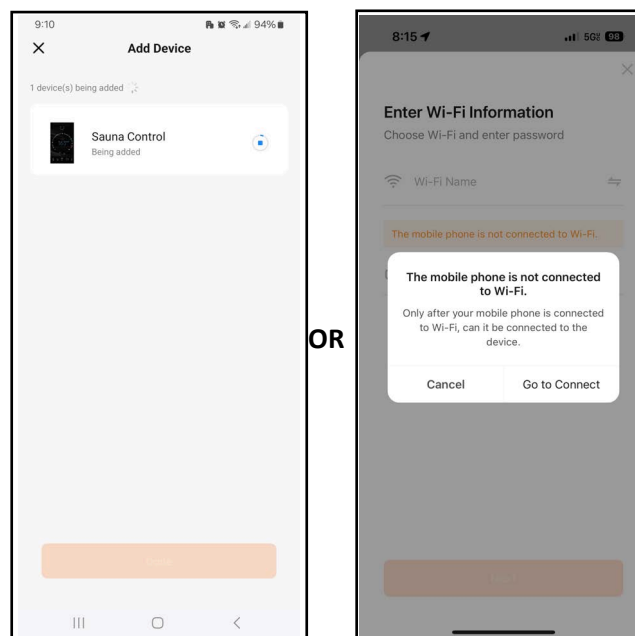 9:10
94%
Add Device
1 device(s) being added
Sauna Control
Being added
OR
8:15
5G
98
Enter Wi-Fi Information
Choose Wi-Fi and enter password
Wi-Fi Name
The mobile phone is not connected to Wi-Fi.
The mobile phone is not connected
to Wi-Fi.
Only after your mobile phone is connected
to Wi-Fi, can it be connected to the
device.
Cancel
Go to Connect